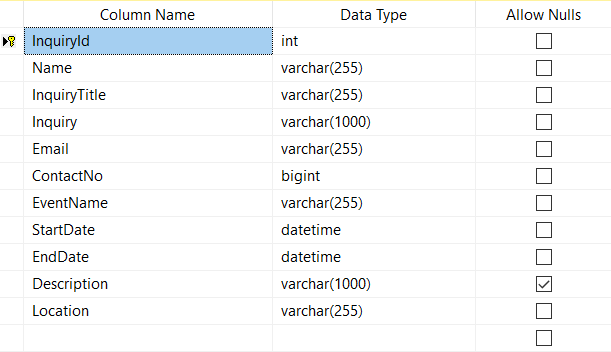 Column Name Data Type Allow Nulls
InquiryId int
Name varchar(255)
InquiryTitle varchar(255)
Inquiry varchar(1000)
Email varchar(255)
ContactNo bigint
EventName varchar(255)
StartDate datetime
EndDate datetime
Description varchar(1000)
Location varchar(255)